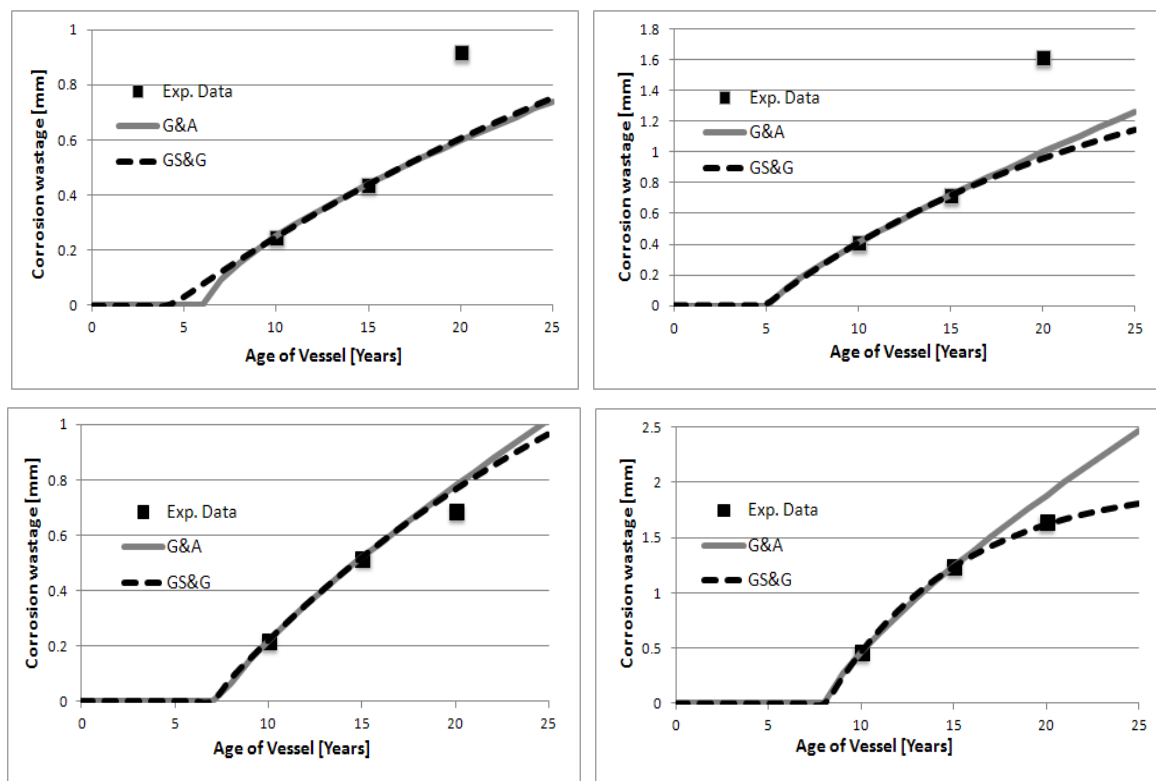 1
0.8
0.6
0.4
0.2
0
0 5 10 15 20 25
Corrosion wastage [mm]
Age of Vessel [Years]
Exp. Data
G&A
GS&G
1.8
1.6
1.4
1.2
1
0.8
0.6
0.4
0.2
0
0 5 10 15 20 25
Corrosion wastage [mm]
Age of Vessel [Years]
Exp. Data
G&A
GS&G
1
0.8
0.6
0.4
0.2
0
0 5 10 15 20 25
Corrosion wastage [mm]
Age of Vessel [Years]
Exp. Data
G&A
GS&G
2.5
2
1.5
1
0.5
0
0 5 10 15 20 25
Corrosion wastage [mm]
Age of Vessel [Years]
Exp. Data
G&A
GS&G